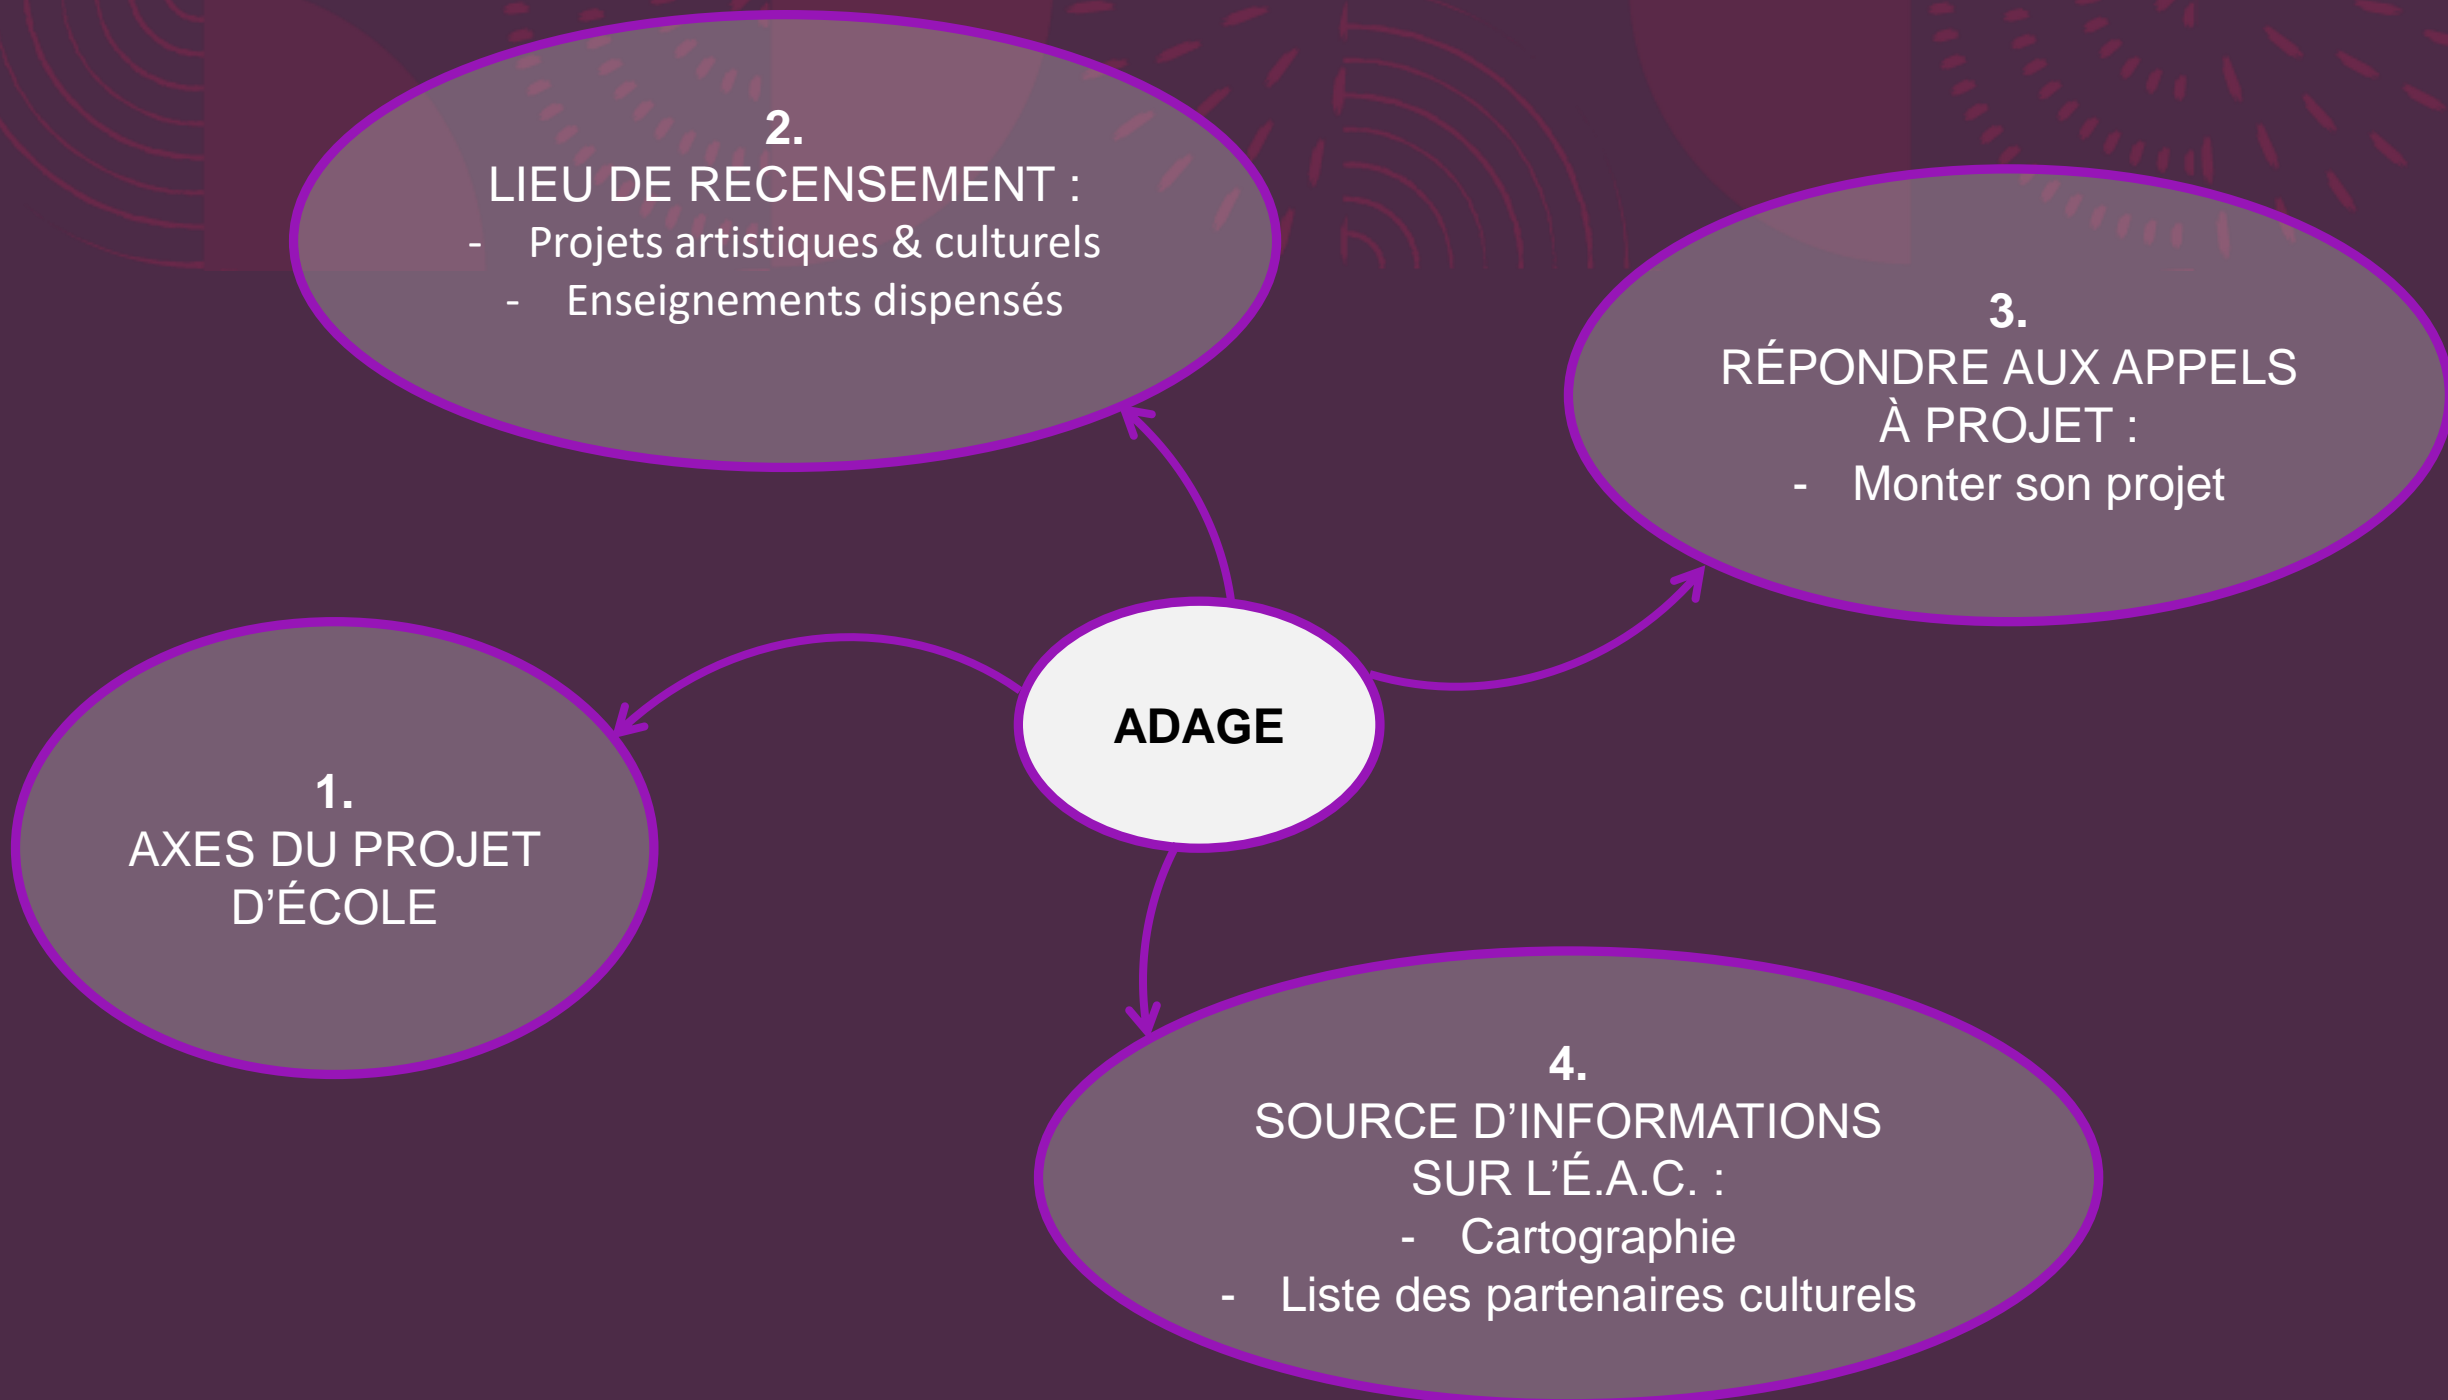 2.
LIEU DE RECENSEMENT :
- Projets artistiques & culturels
- Enseignements dispensés
3.
RÉPONDRE AUX APPELS
À PROJET :
- Monter son projet
ADAGE
1.
AXES DU PROJET
D’ÉCOLE
4.
SOURCE D’INFORMATIONS
SUR L’É.A.C. :
- Cartographie
- Liste des partenaires culturels